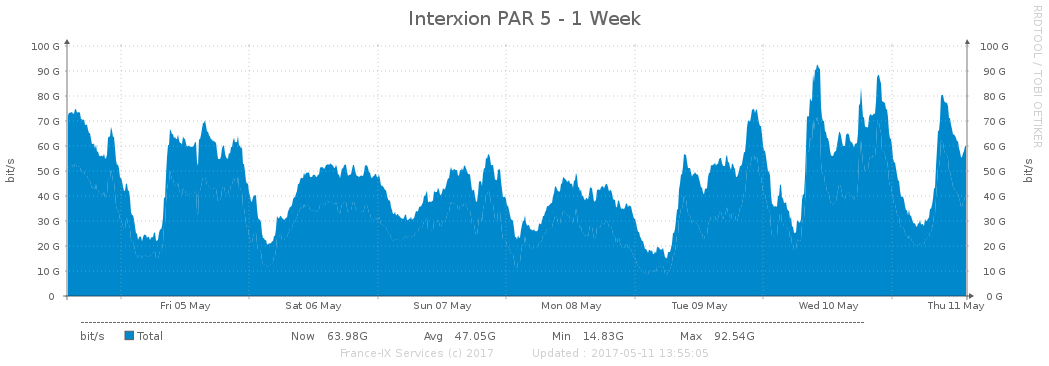 Interxion PAR 5 - 1 Week
RRDTOOL / TOBI OETIKER
100 G 100 G
90 G 90 G
80 G 80 G
70 G 70 G
60 G 60 G
50 G 50 G
40 G 40 G
30 G 30 G
20 G 20 G
10 G 10 G
0 0 G
bit/s
bit/s
Fri 05 May Sat 06 May Sun 07 May Mon 08 May Tue 09 May Wed 10 May Thu 11 May
bit/s Total Now 63.98G Avg 47.05G Min 14.83G Max 92.54G
France-IX Services (c) 2017 Updated : 2017-05-11 13:55:05